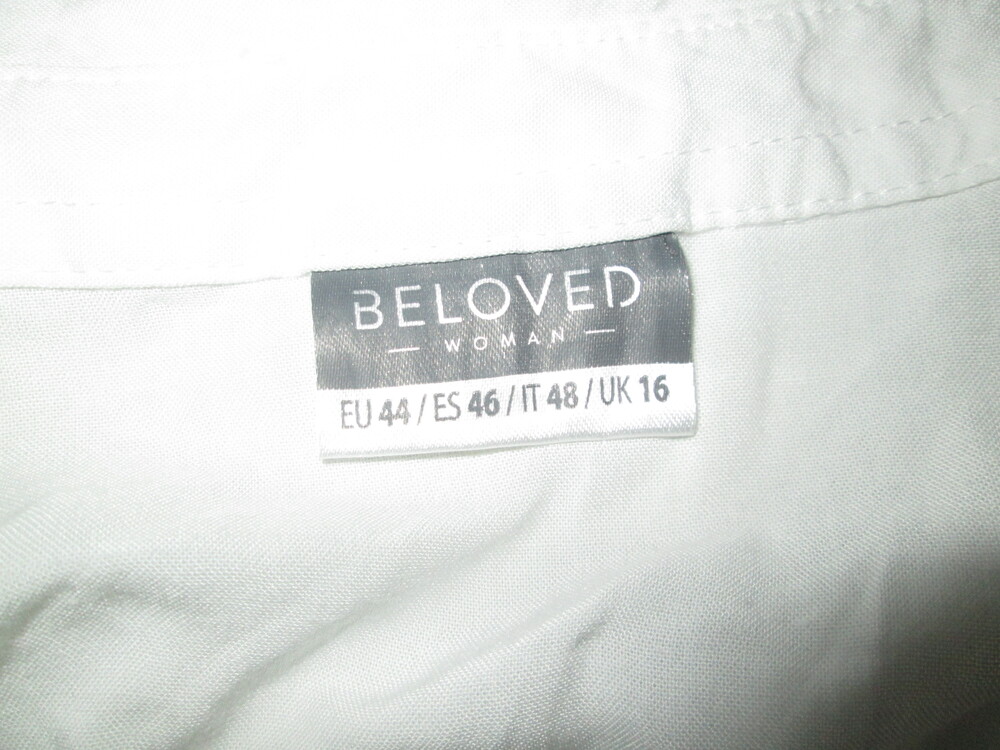 BELOVED
— WOMAN —
EU 44 / ES 46 / IT 48 / UK 16